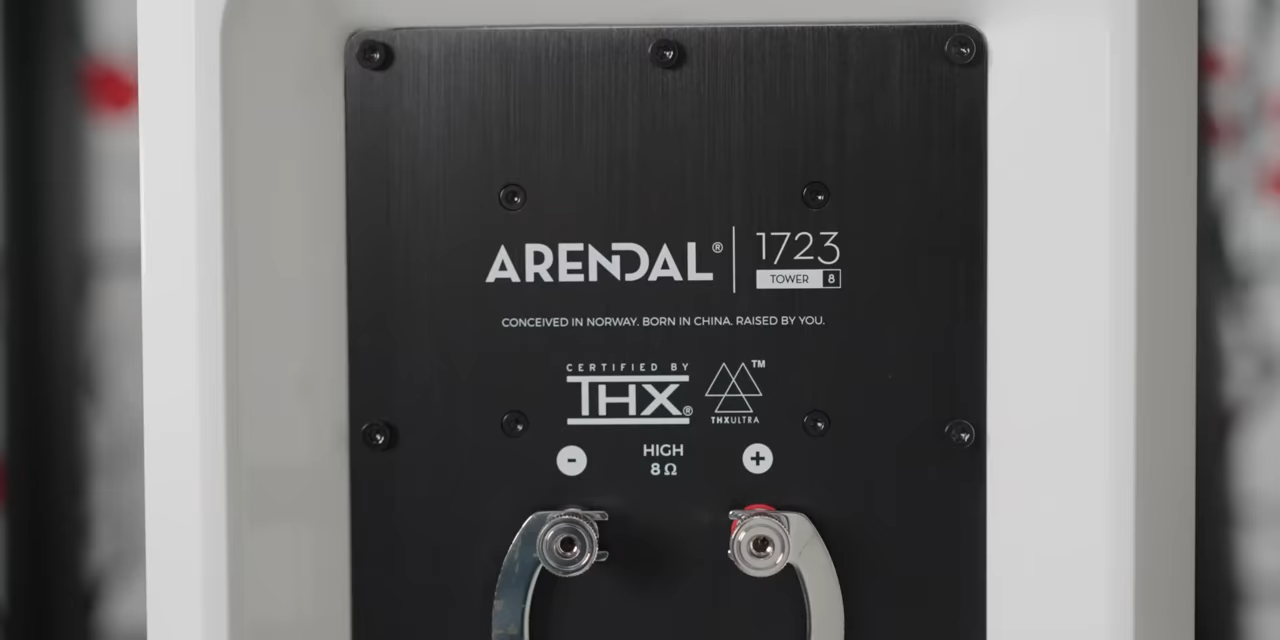 ARENDAL® 1723
TOWER 8
CONCEIVED IN NORWAY. BORN IN CHINA. RAISED BY YOU.
CERTIFIED BY
THX® ™
THXULTRA
- HIGH +
8 Ω